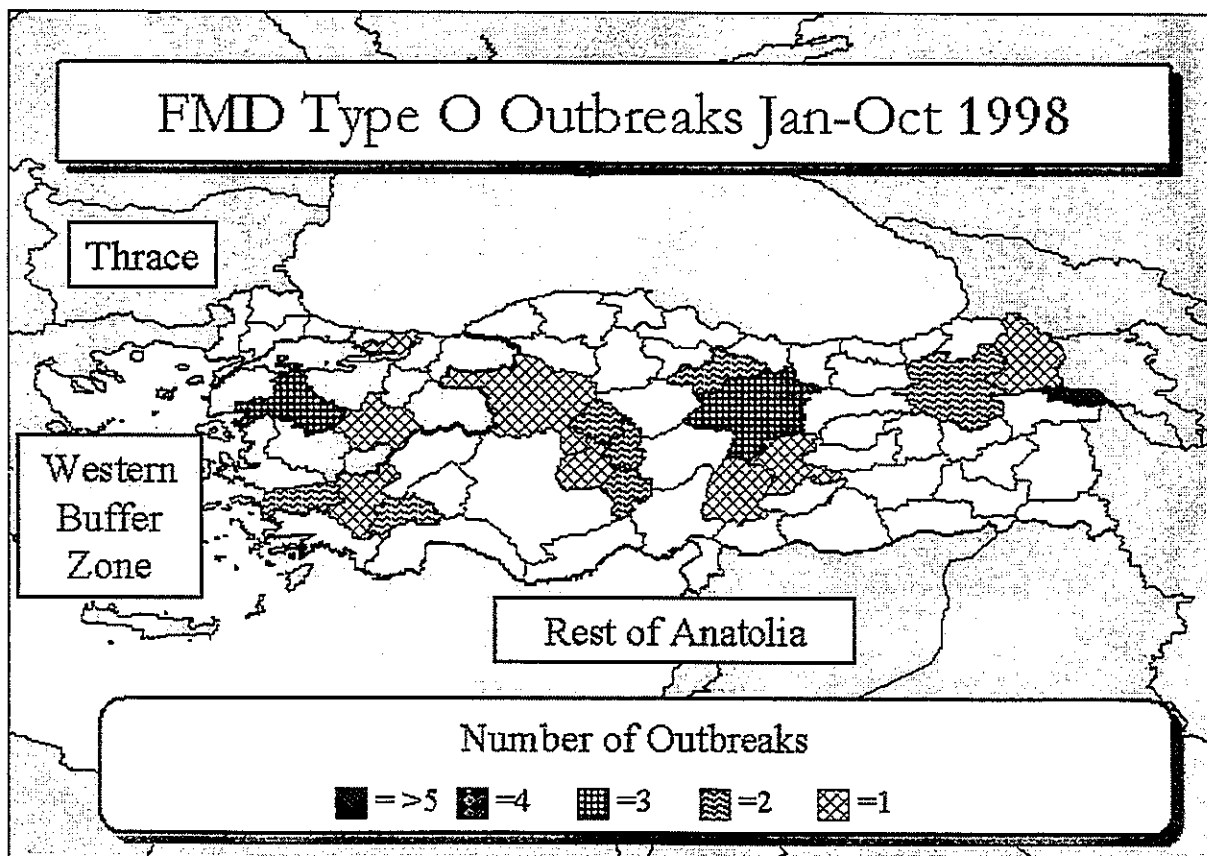 FMD Type O Outbreaks Jan-Oct 1998
Thrace
Western
Buffer
Zone
Rest of Anatolia
Number of Outbreaks
=>5 =4 =3 =2 =1